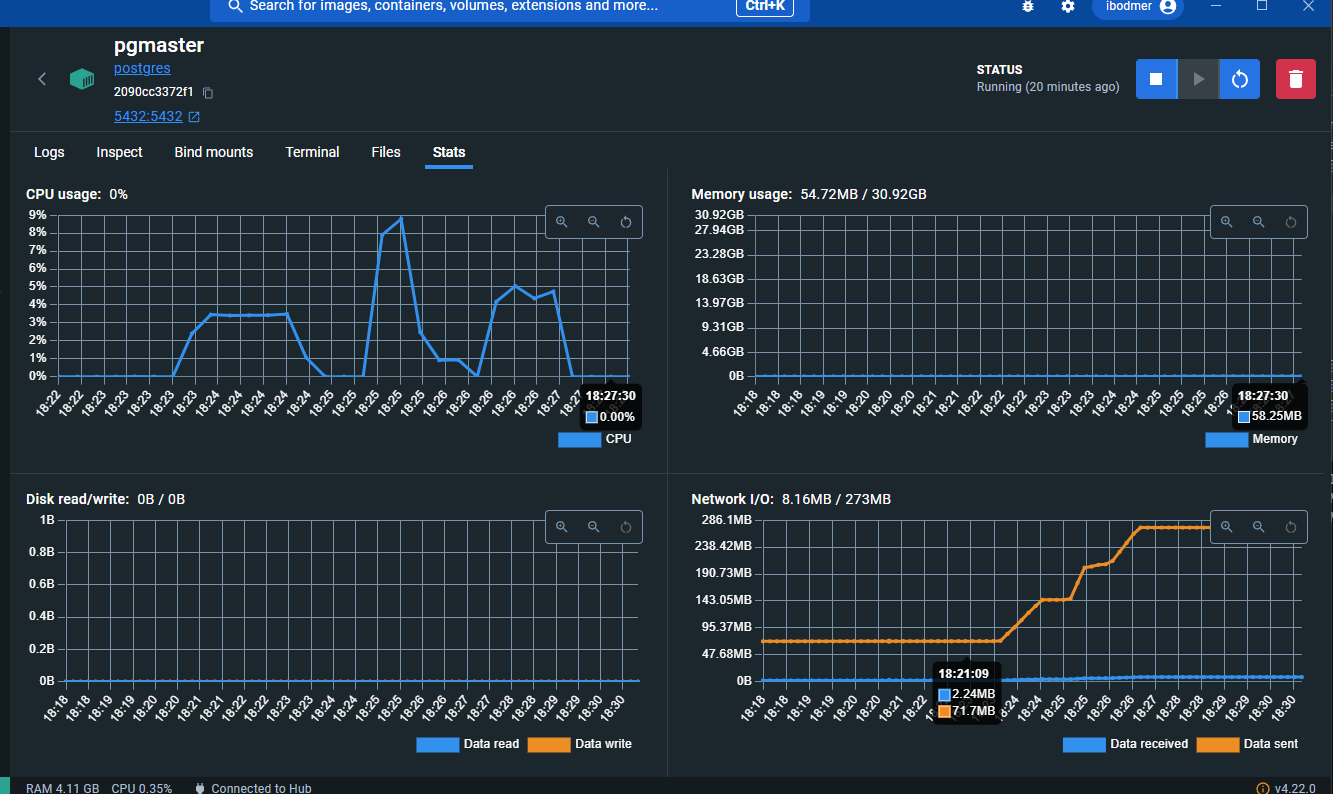 Search for images, containers, volumes, extensions and more...
Ctrl+K
ibodmer
pgmaster
postgres
2090cc3372f1
5432:5432
STATUS
Running (20 minutes ago)
Logs Inspect Bind mounts Terminal Files Stats
CPU usage: 0%
9%
8%
7%
6%
5%
4%
3%
2%
1%
0%
18:22 18:22 18:23 18:23 18:23 18:23 18:24 18:24 18:24 18:24 18:25 18:25 18:25 18:25 18:25 18:26 18:26 18:26 18:26 18:27
18:27:30
0.00%
CPU
Memory usage: 54.72MB / 30.92GB
30.92GB
27.94GB
23.28GB
18.63GB
13.97GB
9.31GB
4.66GB
0B
18:18 18:18 18:18 18:19 18:19 18:20 18:20 18:21 18:21 18:21 18:22 18:22 18:22 18:23 18:23 18:24 18:24 18:24 18:25 18:25 18:25 18:26
18:27:30
58.25MB
Memory
Disk read/write: 0B / 0B
1B
0.8B
0.6B
0.4B
0.2B
0B
18:18 18:18 18:19 18:19 18:20 18:20 18:21 18:21 18:22 18:22 18:23 18:23 18:24 18:24 18:25 18:25 18:26 18:26 18:27 18:27 18:28 18:28 18:29 18:29 18:30 18:30
Data read Data write
Network I/O: 8.16MB / 273MB
286.1MB
238.42MB
190.73MB
143.05MB
95.37MB
47.68MB
0B
18:18 18:18 18:19 18:19 18:20 18:20 18:21 18:22 18:24 18:25 18:25 18:26 18:26 18:27 18:27 18:28 18:28 18:29 18:29 18:30 18:30
18:21:09
2.24MB
71.7MB
Data received Data sent
RAM 4.11 GB CPU 0.35% Connected to Hub
v4.22.0